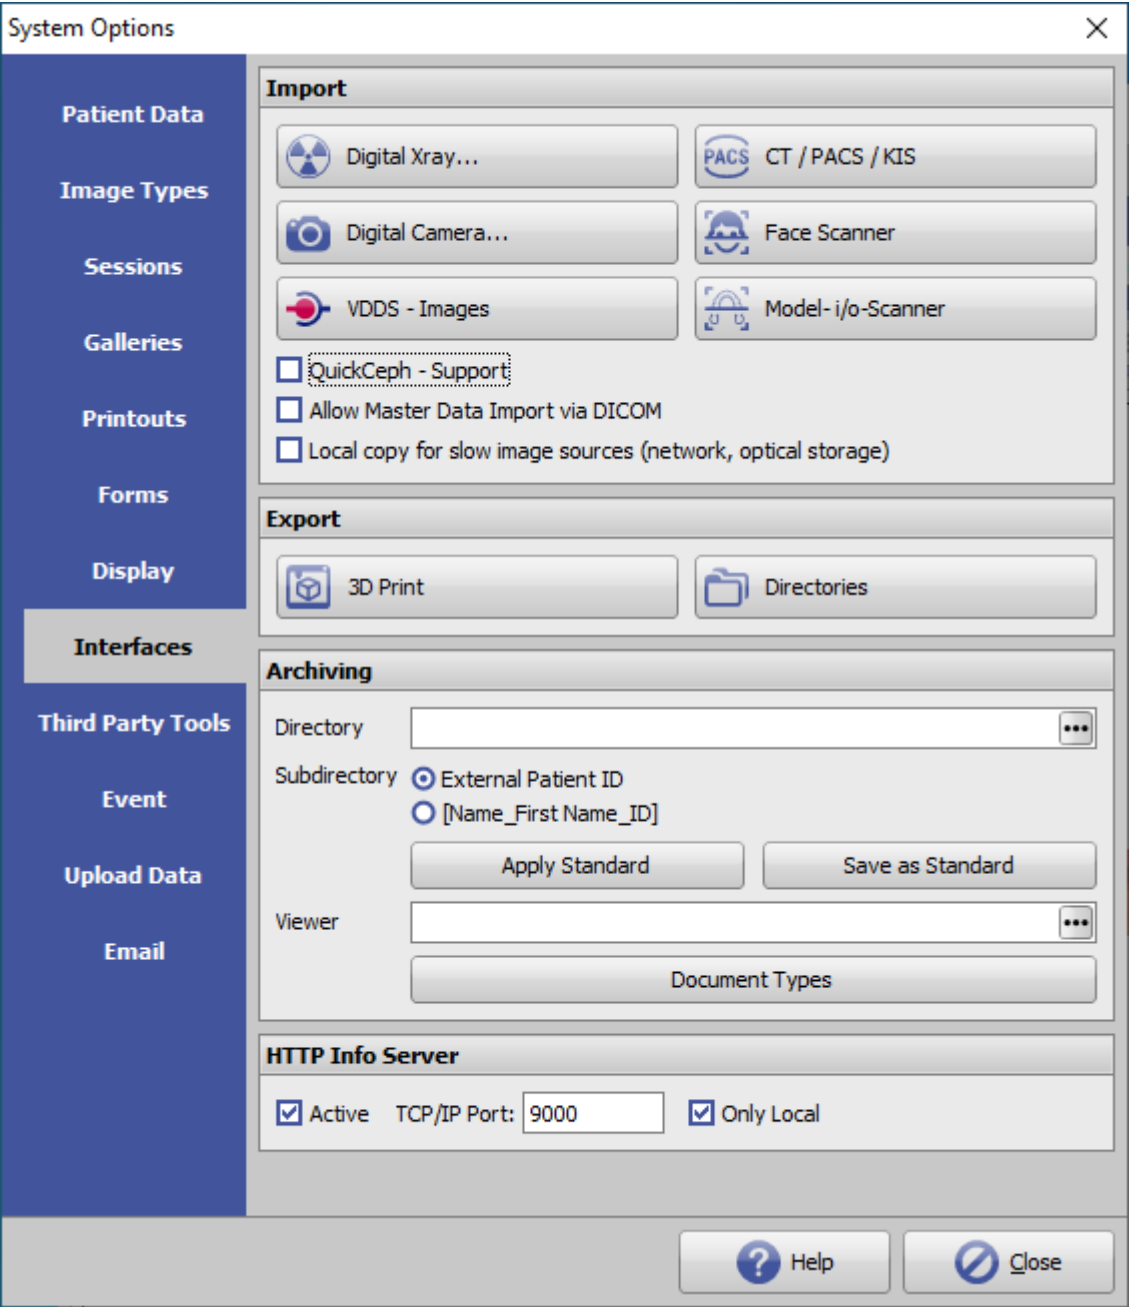 System Options
Patient Data
Image Types
Sessions
Galleries
Printouts
Forms
Display
Interfaces
Third Party Tools
Event
Upload Data
Email
Import
Digital Xray...
PACS CT / PACS / KIS
Digital Camera...
Face Scanner
VDDS - Images
Model- i/o-Scanner
QuickCeph - Support
Allow Master Data Import via DICOM
Local copy for slow image sources (network, optical storage)
Export
3D Print
Directories
Archiving
Directory
Subdirectory External Patient ID
[Name_First Name_ID]
Apply Standard
Save as Standard
Viewer
Document Types
HTTP Info Server
Active TCP/IP Port: 9000 Only Local
Help
Close